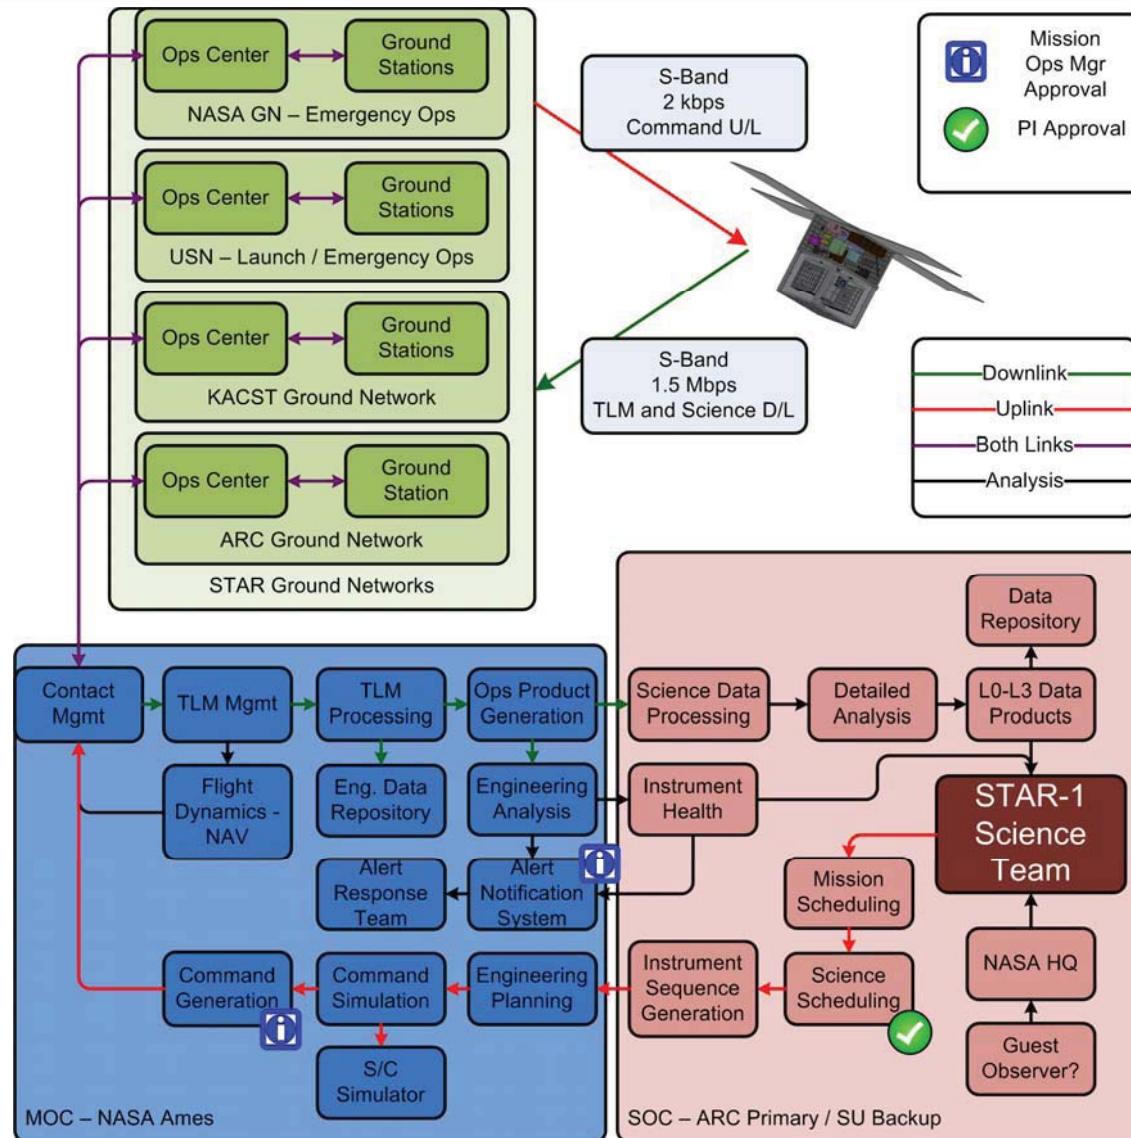 Ops Center
Ground
Stations
NASA GN – Emergency Ops
Ops Center
Ground
Stations
USN – Launch / Emergency Ops
Ops Center
Ground
Stations
KACST Ground Network
Ops Center
Ground
Station
ARC Ground Network
STAR Ground Networks
S-Band
2 kbps
Command U/L
S-Band
1.5 Mbps
TLM and Science D/L
Mission
Ops Mgr
Approval
PI Approval
Downlink
Uplink
Both Links
Analysis
Contact
Mgmt
TLM Mgmt
TLM
Processing
Ops Product
Generation
Flight
Dynamics -
NAV
Eng. Data
Repository
Engineering
Analysis
Alert
Response
Team
Alert
Notification
System
Command
Generation
Command
Simulation
Engineering
Planning
S/C
Simulator
MOC – NASA Ames
Data
Repository
Science Data
Processing
Detailed
Analysis
L0-L3 Data
Products
Instrument
Health
STAR-1
Science
Team
Mission
Scheduling
Instrument
Sequence
Generation
Science
Scheduling
NASA HQ
Guest
Observer?
SOC – ARC Primary / SU Backup